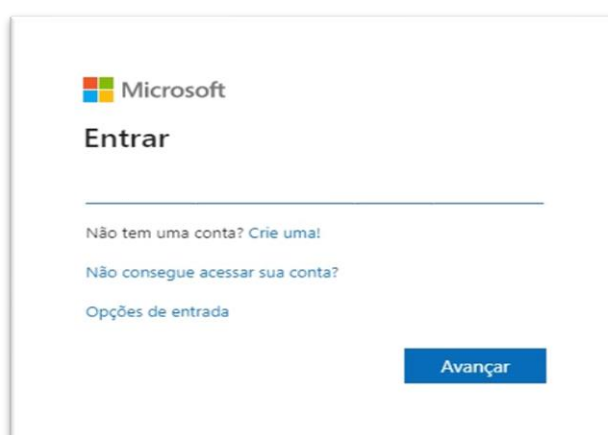 Microsoft
Entrar
Não tem uma conta? Crie uma!
Não consegue acessar sua conta?
Opções de entrada
Avançar